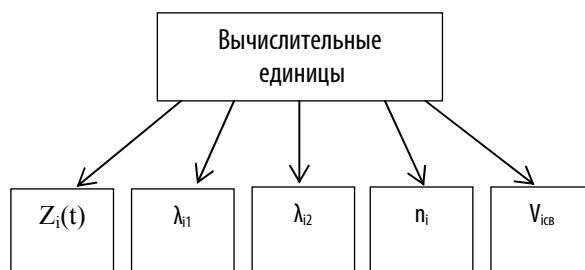 Вычислительные
единицы
Zᵢ(t)
λᵢ₁
λᵢ₂
nᵢ
Vᵢсв